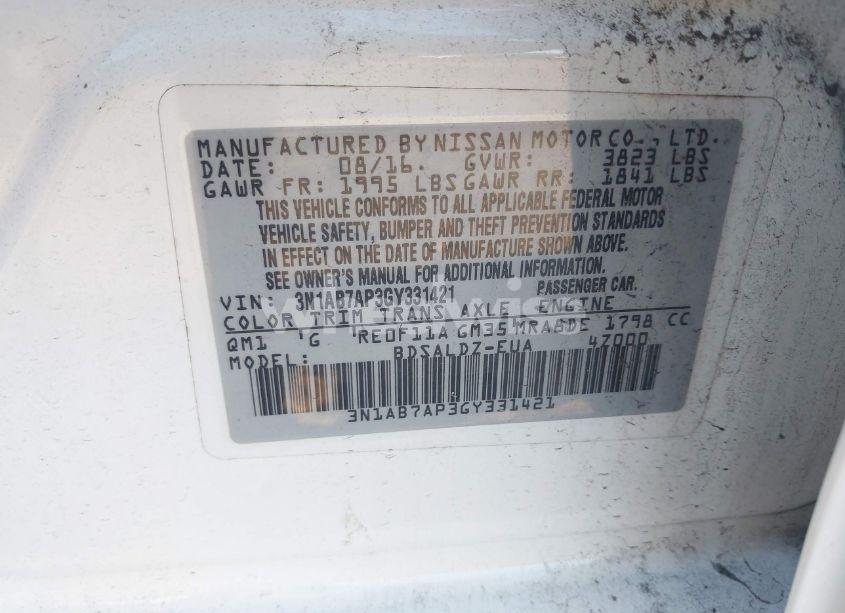 MANUFACTURED BY NISSAN MOTOR CO., LTD.
DATE: 08/16. GVWR: 3823 LBS
GAWR FR: 1995 LBS GAWR RR: 1841 LBS
THIS VEHICLE CONFORMS TO ALL APPLICABLE FEDERAL MOTOR
VEHICLE SAFETY, BUMPER AND THEFT PREVENTION STANDARDS
IN EFFECT ON THE DATE OF MANUFACTURE SHOWN ABOVE.
SEE OWNER'S MANUAL FOR ADDITIONAL INFORMATION.
VIN: 3N1AB7AP3GY331421 PASSENGER CAR.
COLOR TRIM TRANS AXLE ENGINE
QM1 'G 'RE0F11A GM35 MRA8DE 1798 CC
MODEL: BDSALDZ-EUA 47000
3N1AB7AP3GY331421